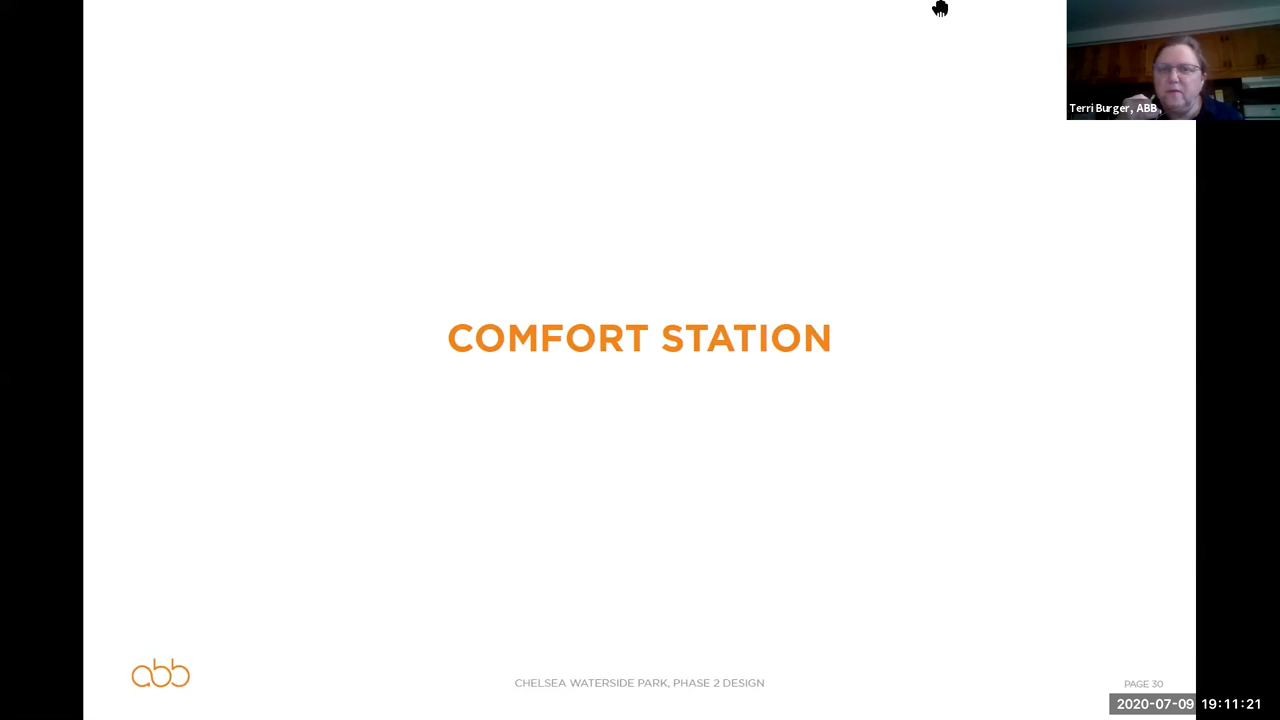 Terri Burger, ABB
COMFORT STATION
abb
CHELSEA WATERSIDE PARK, PHASE 2 DESIGN
PAGE 30
2020-07-09 19:11:21